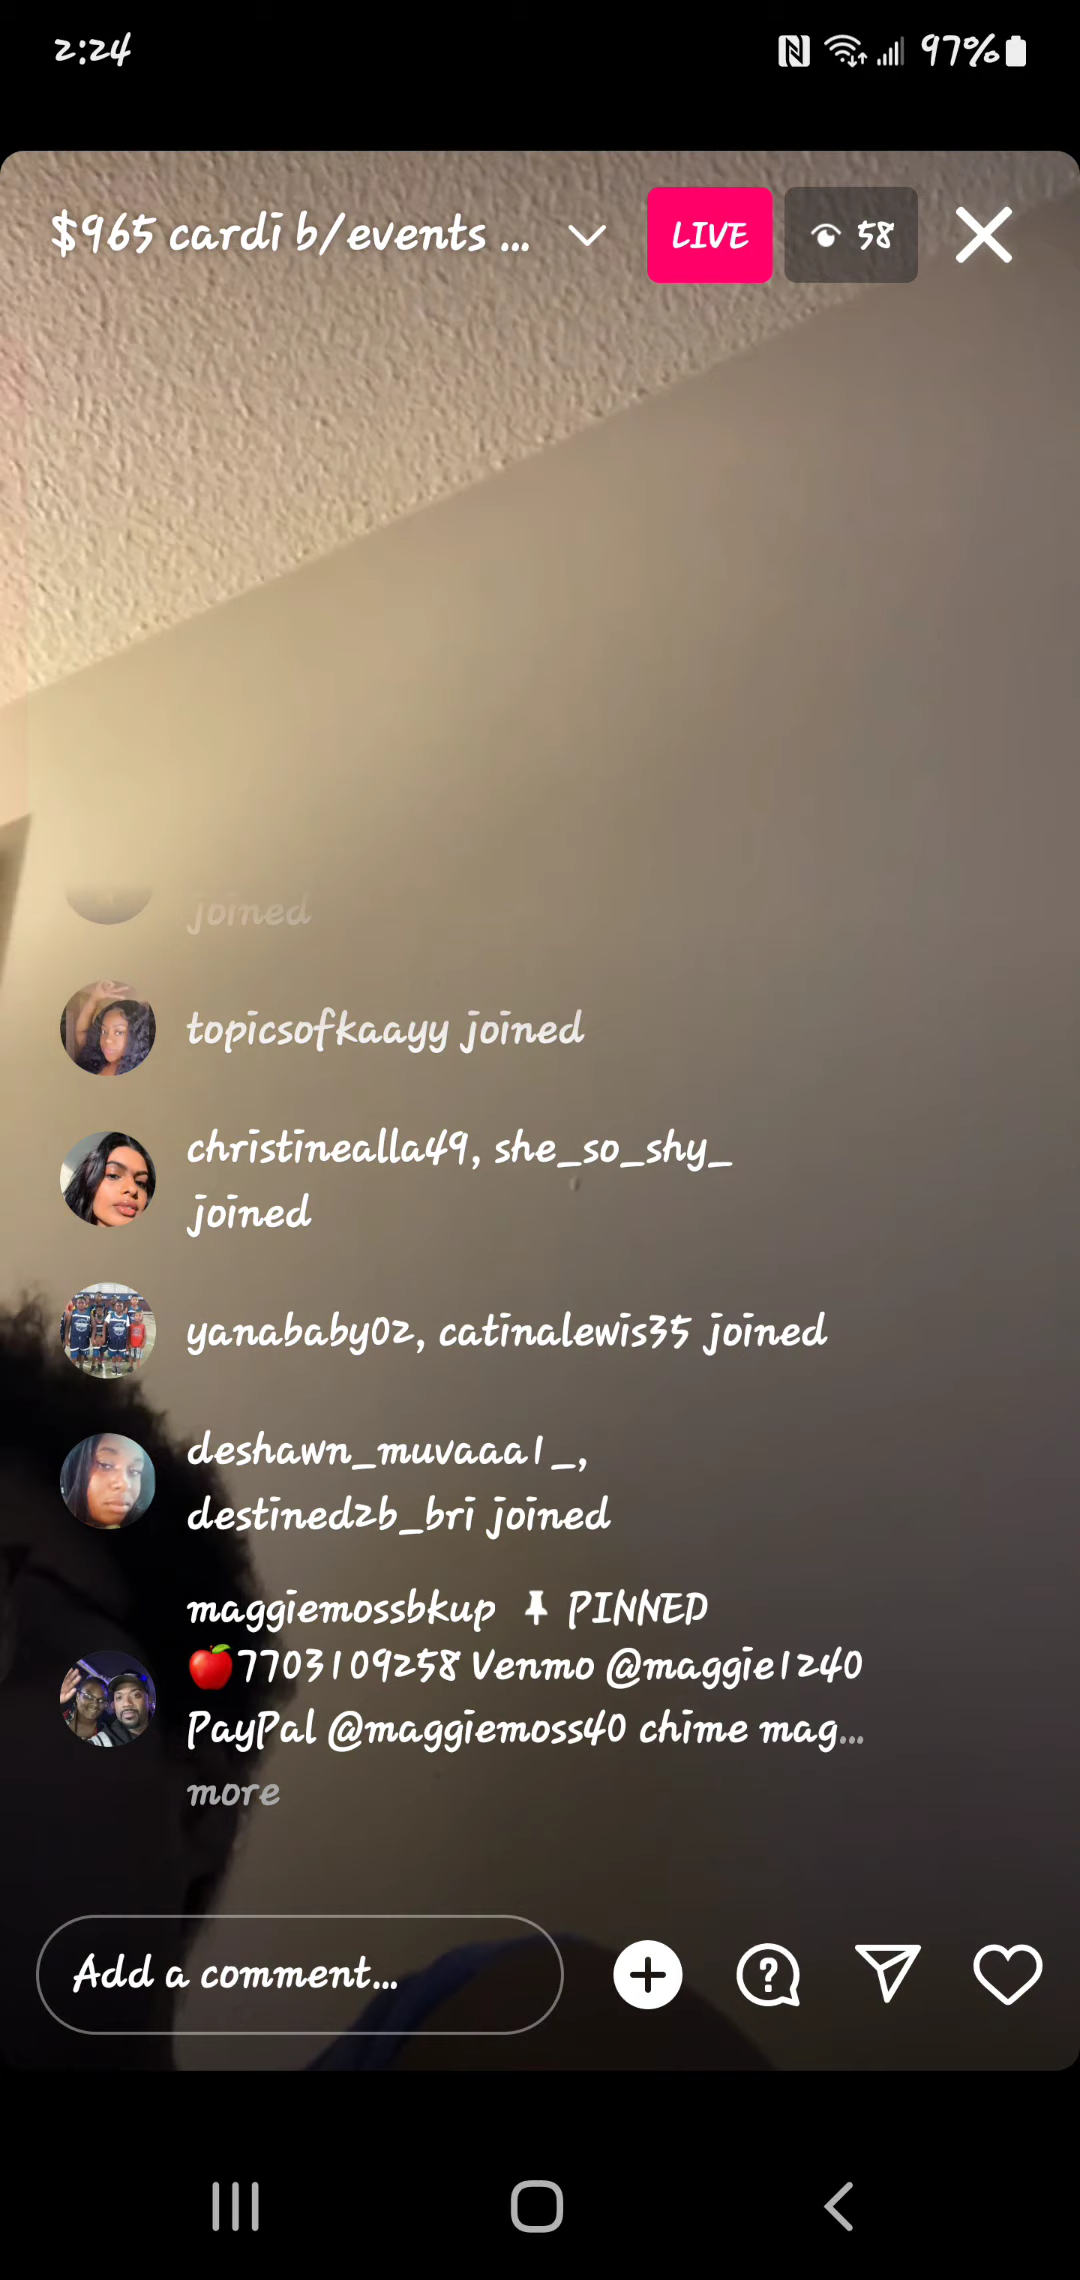 2:24
97%
$965 cardi b/events ...
LIVE
58
joined
topicsofkaayy joined
christinealla49, she_so_shy_
joined
yanababy02, catinalewis35 joined
deshawn_muvaaa1_,
destined2b_bri joined
maggiemossbkup 📌 PINNED
🍎7703109258 Venmo @maggie1240
PayPal @maggiemoss40 chime mag...
more
Add a comment...